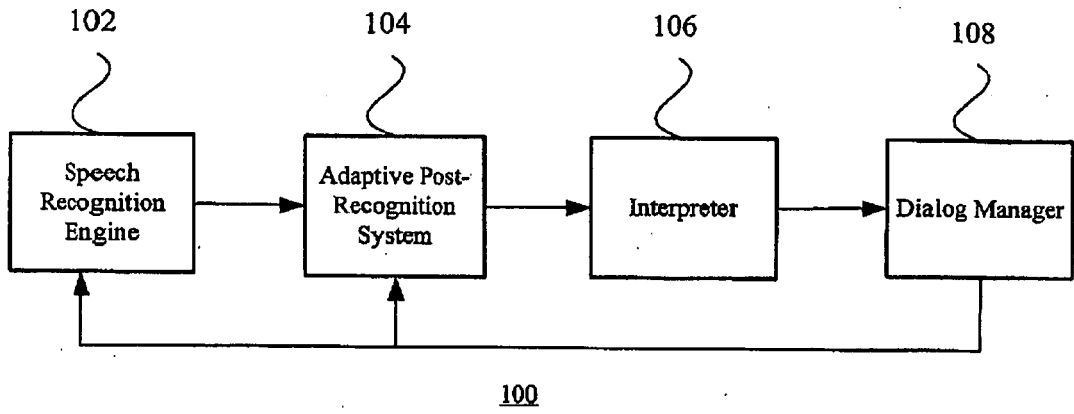 102
104
106
108
Speech
Recognition
Engine
Adaptive Post-
Recognition
System
Interpreter
Dialog Manager
100